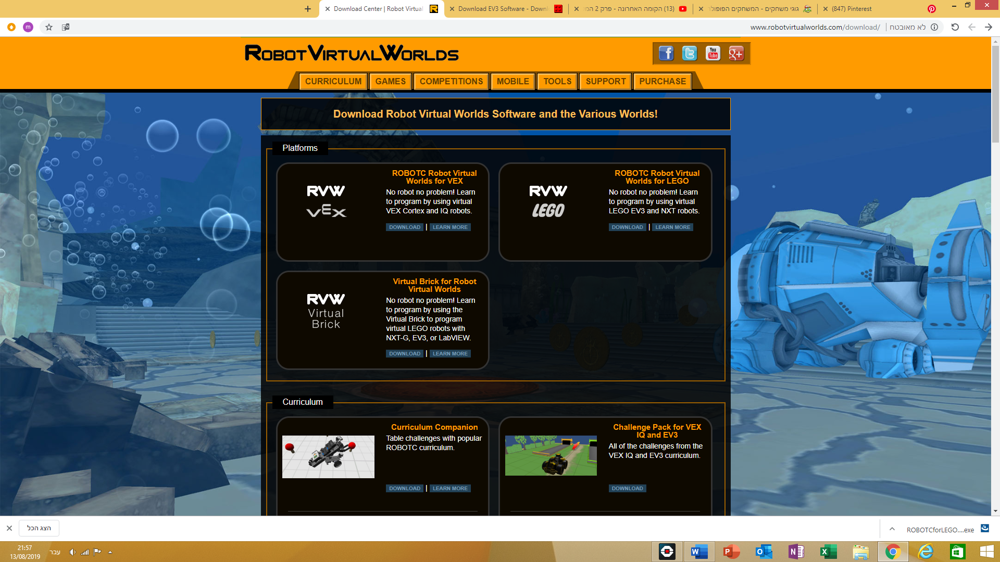 Download Center | Robot Virtual
Download EV3 Software - Downl
(13) הקומה האחרונה - פרק 2 המ
גוגי משחקים - המשחקים הפופולר
(847) Pinterest
m
www.robotvirtualworlds.com/download/
לא מאובטח
ROBOTVIRTUALWORLDS
You Tube
g+
CURRICULUM
GAMES
COMPETITIONS
MOBILE
TOOLS
SUPPORT
PURCHASE
Download Robot Virtual Worlds Software and the Various Worlds!
Platforms
RVW
VEX
ROBOTC Robot Virtual
Worlds for VEX
No robot no problem! Learn
to program by using virtual
VEX Cortex and IQ robots.
DOWNLOAD | LEARN MORE
RVW
LEGO
ROBOTC Robot Virtual
Worlds for LEGO
No robot no problem! Learn
to program by using virtual
LEGO EV3 and NXT robots.
DOWNLOAD | LEARN MORE
RVW
Virtual
Brick
Virtual Brick for Robot
Virtual Worlds
No robot no problem! Learn
to program by using the
Virtual Brick to program
virtual LEGO robots with
NXT-G, EV3, or LabVIEW.
DOWNLOAD | LEARN MORE
Curriculum
Curriculum Companion
Table challenges with popular
ROBOTC curriculum.
DOWNLOAD | LEARN MORE
Challenge Pack for VEX
IQ and EV3
All of the challenges from the
VEX IQ and EV3 curriculum.
DOWNLOAD
הצג הכל
ROBOTCforLEGO....exe
21:57
13/08/2019
עבר